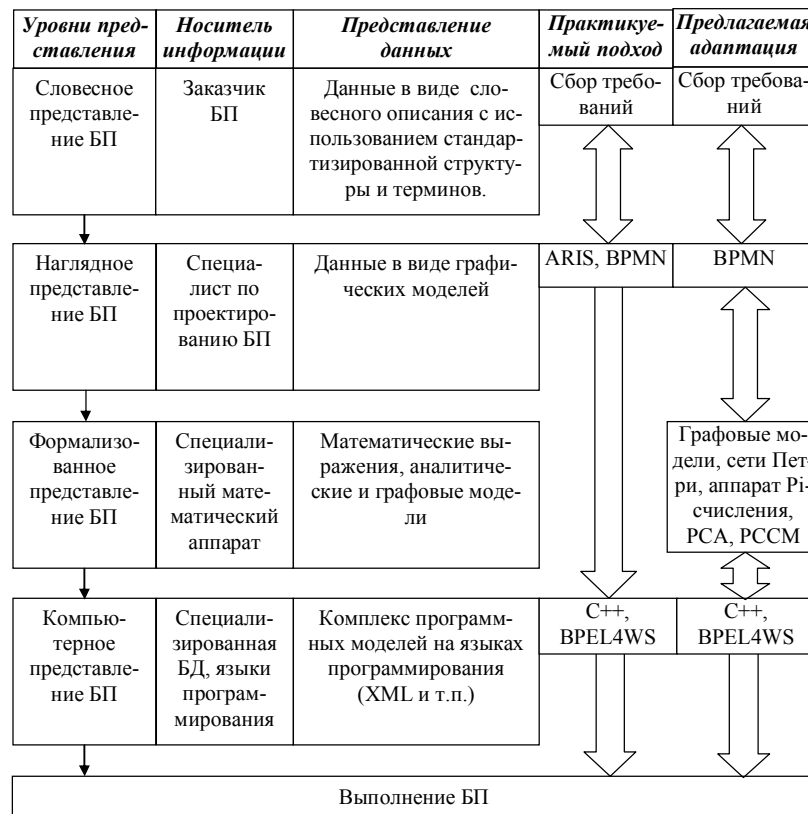 Уровни пред-
ставления
Носитель
информации
Представление
данных
Практику-
емый подход
Предлагаемая
адаптация
Словесное
представле-
ние БП
Заказчик
БП
Данные в виде сло-
весного описания с ис-
пользованием стандар-
тизированной структу-
ры и терминов.
Сбор требо-
ваний
Сбор требова-
ний
Наглядное
представле-
ние БП
Специа-
лист по
проектиро-
ванию БП
Данные в виде графи-
ческих моделей
ARIS, BPMN
BPMN
Формализо-
ванное
представле-
ние БП
Специали-
зирован-
ный мате-
матический
аппарат
Математические вы-
ражения, аналитиче-
ские и графовые моде-
ли
Графовые мо-
дели, сети Пет-
ри, аппарат Pi-
счисления,
PCA, PCCM
Компью-
терное
представле-
ние БП
Специали-
зированная
БД, языки
програм-
мирования
Комплекс программ-
ных моделей на языках
программирования
(XML и т.п.)
C++,
BPEL4WS
C++,
BPEL4WS
Выполнение БП